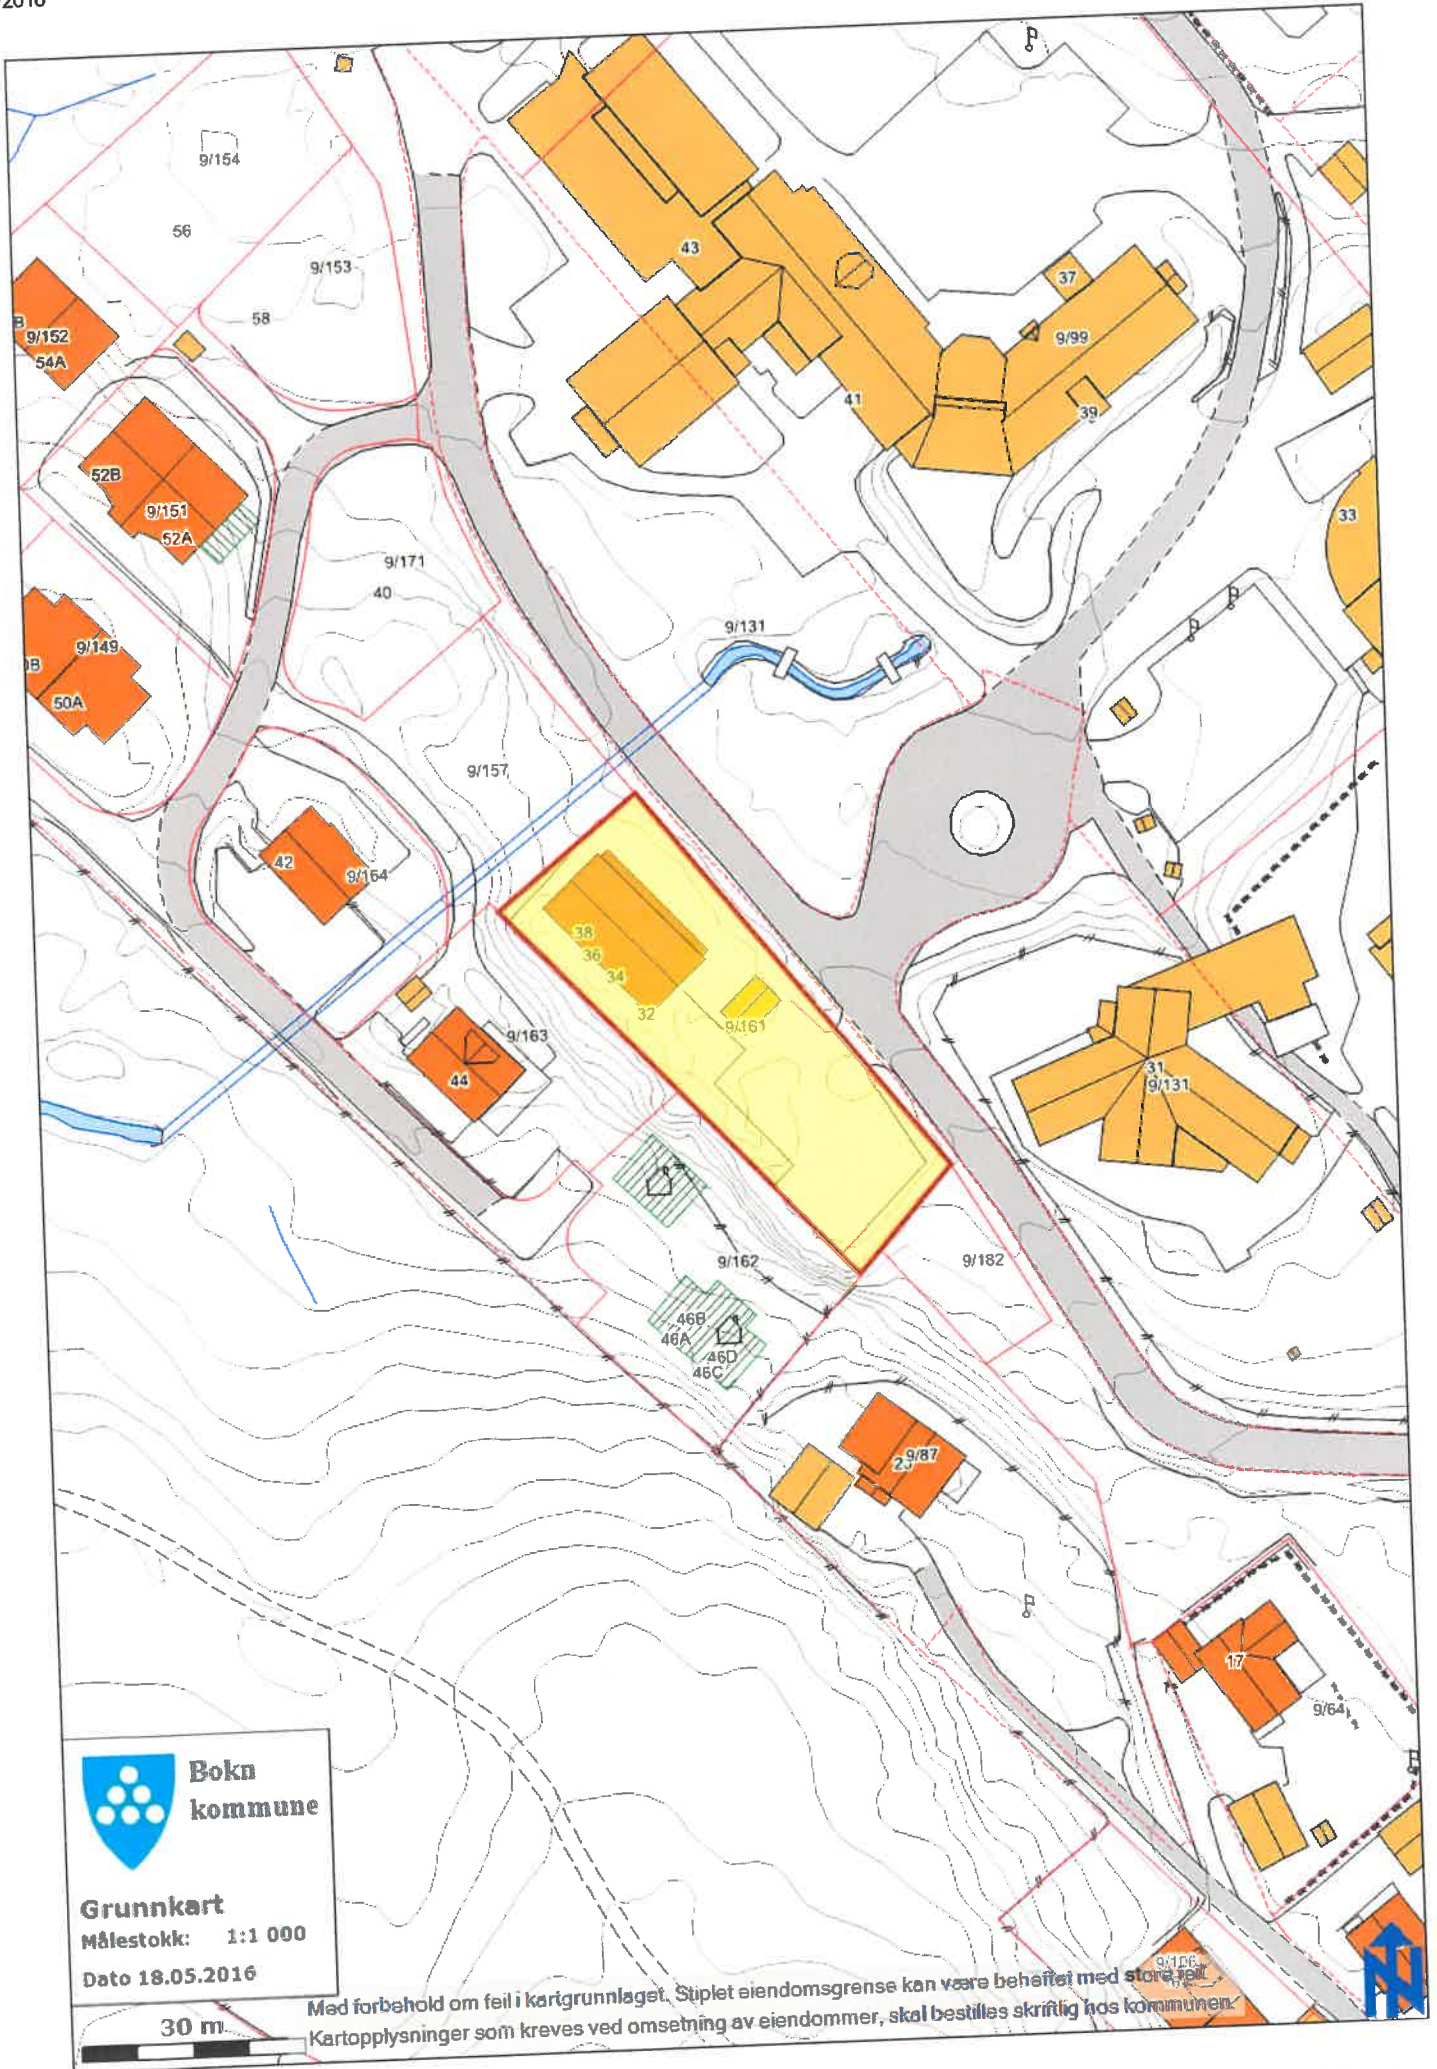 /2016
9/154
56
9/153
58
43
37
9/99
9/152
54A
41
39
52B
9/151
52A
33
9/171
40
9/131
9/149
50A
9/157
42
9/164
38
36
34
32
9/161
9/163
44
31
9/131
9/162
9/182
46B
46A
46D
46C
9/87
17
9/64
Bokn
kommune
Grunnkart
Målestokk: 1:1 000
Dato 18.05.2016
30 m
Med forbehold om feil i kartgrunnlaget. Stiplet eiendomsgrense kan være beheftet med store feil
Kartopplysninger som kreves ved omsetning av eiendommer, skal bestilles skriftlig hos kommunen.
N